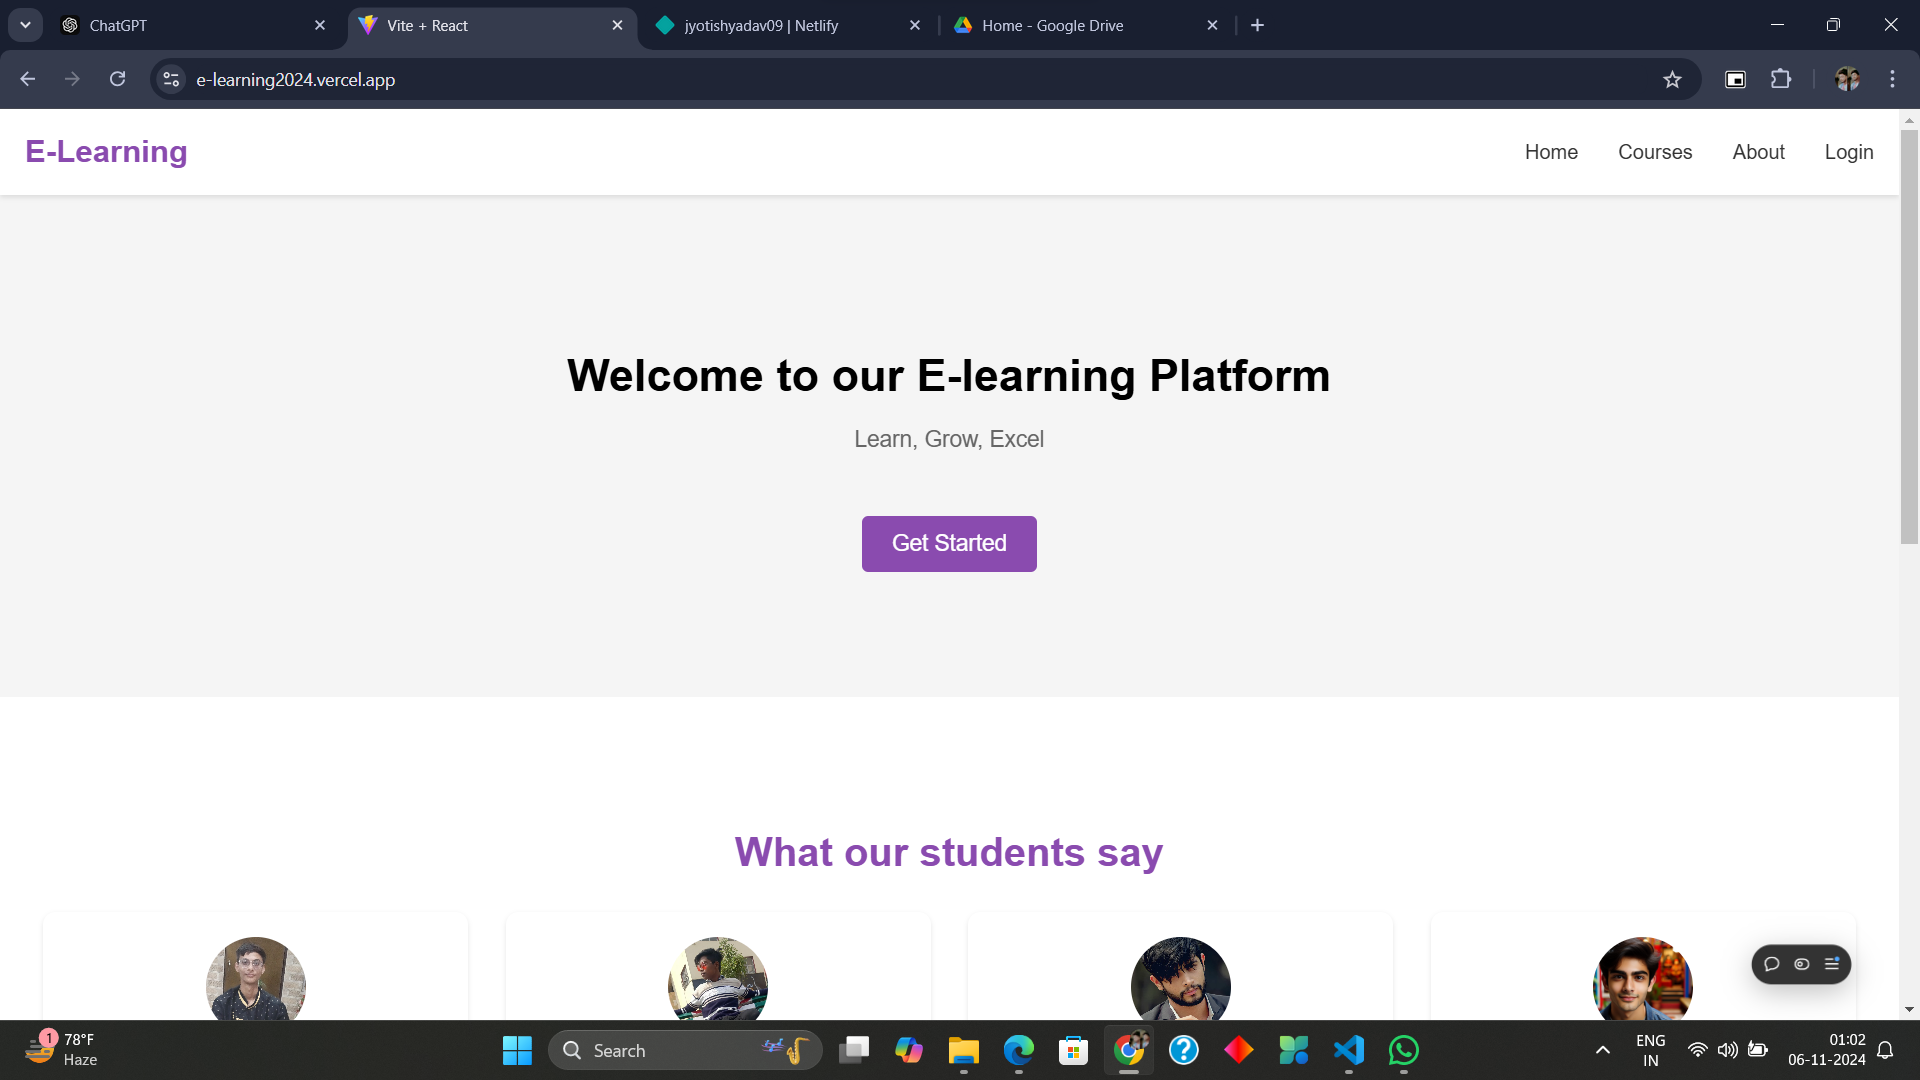 ChatGPT
Vite + React
jyotishyadav09 | Netlify
Home - Google Drive
e-learning2024.vercel.app
E-Learning
Home
Courses
About
Login
Welcome to our E-learning Platform
Learn, Grow, Excel
Get Started
What our students say
1
78°F
Haze
Search
ENG
IN
01:02
06-11-2024